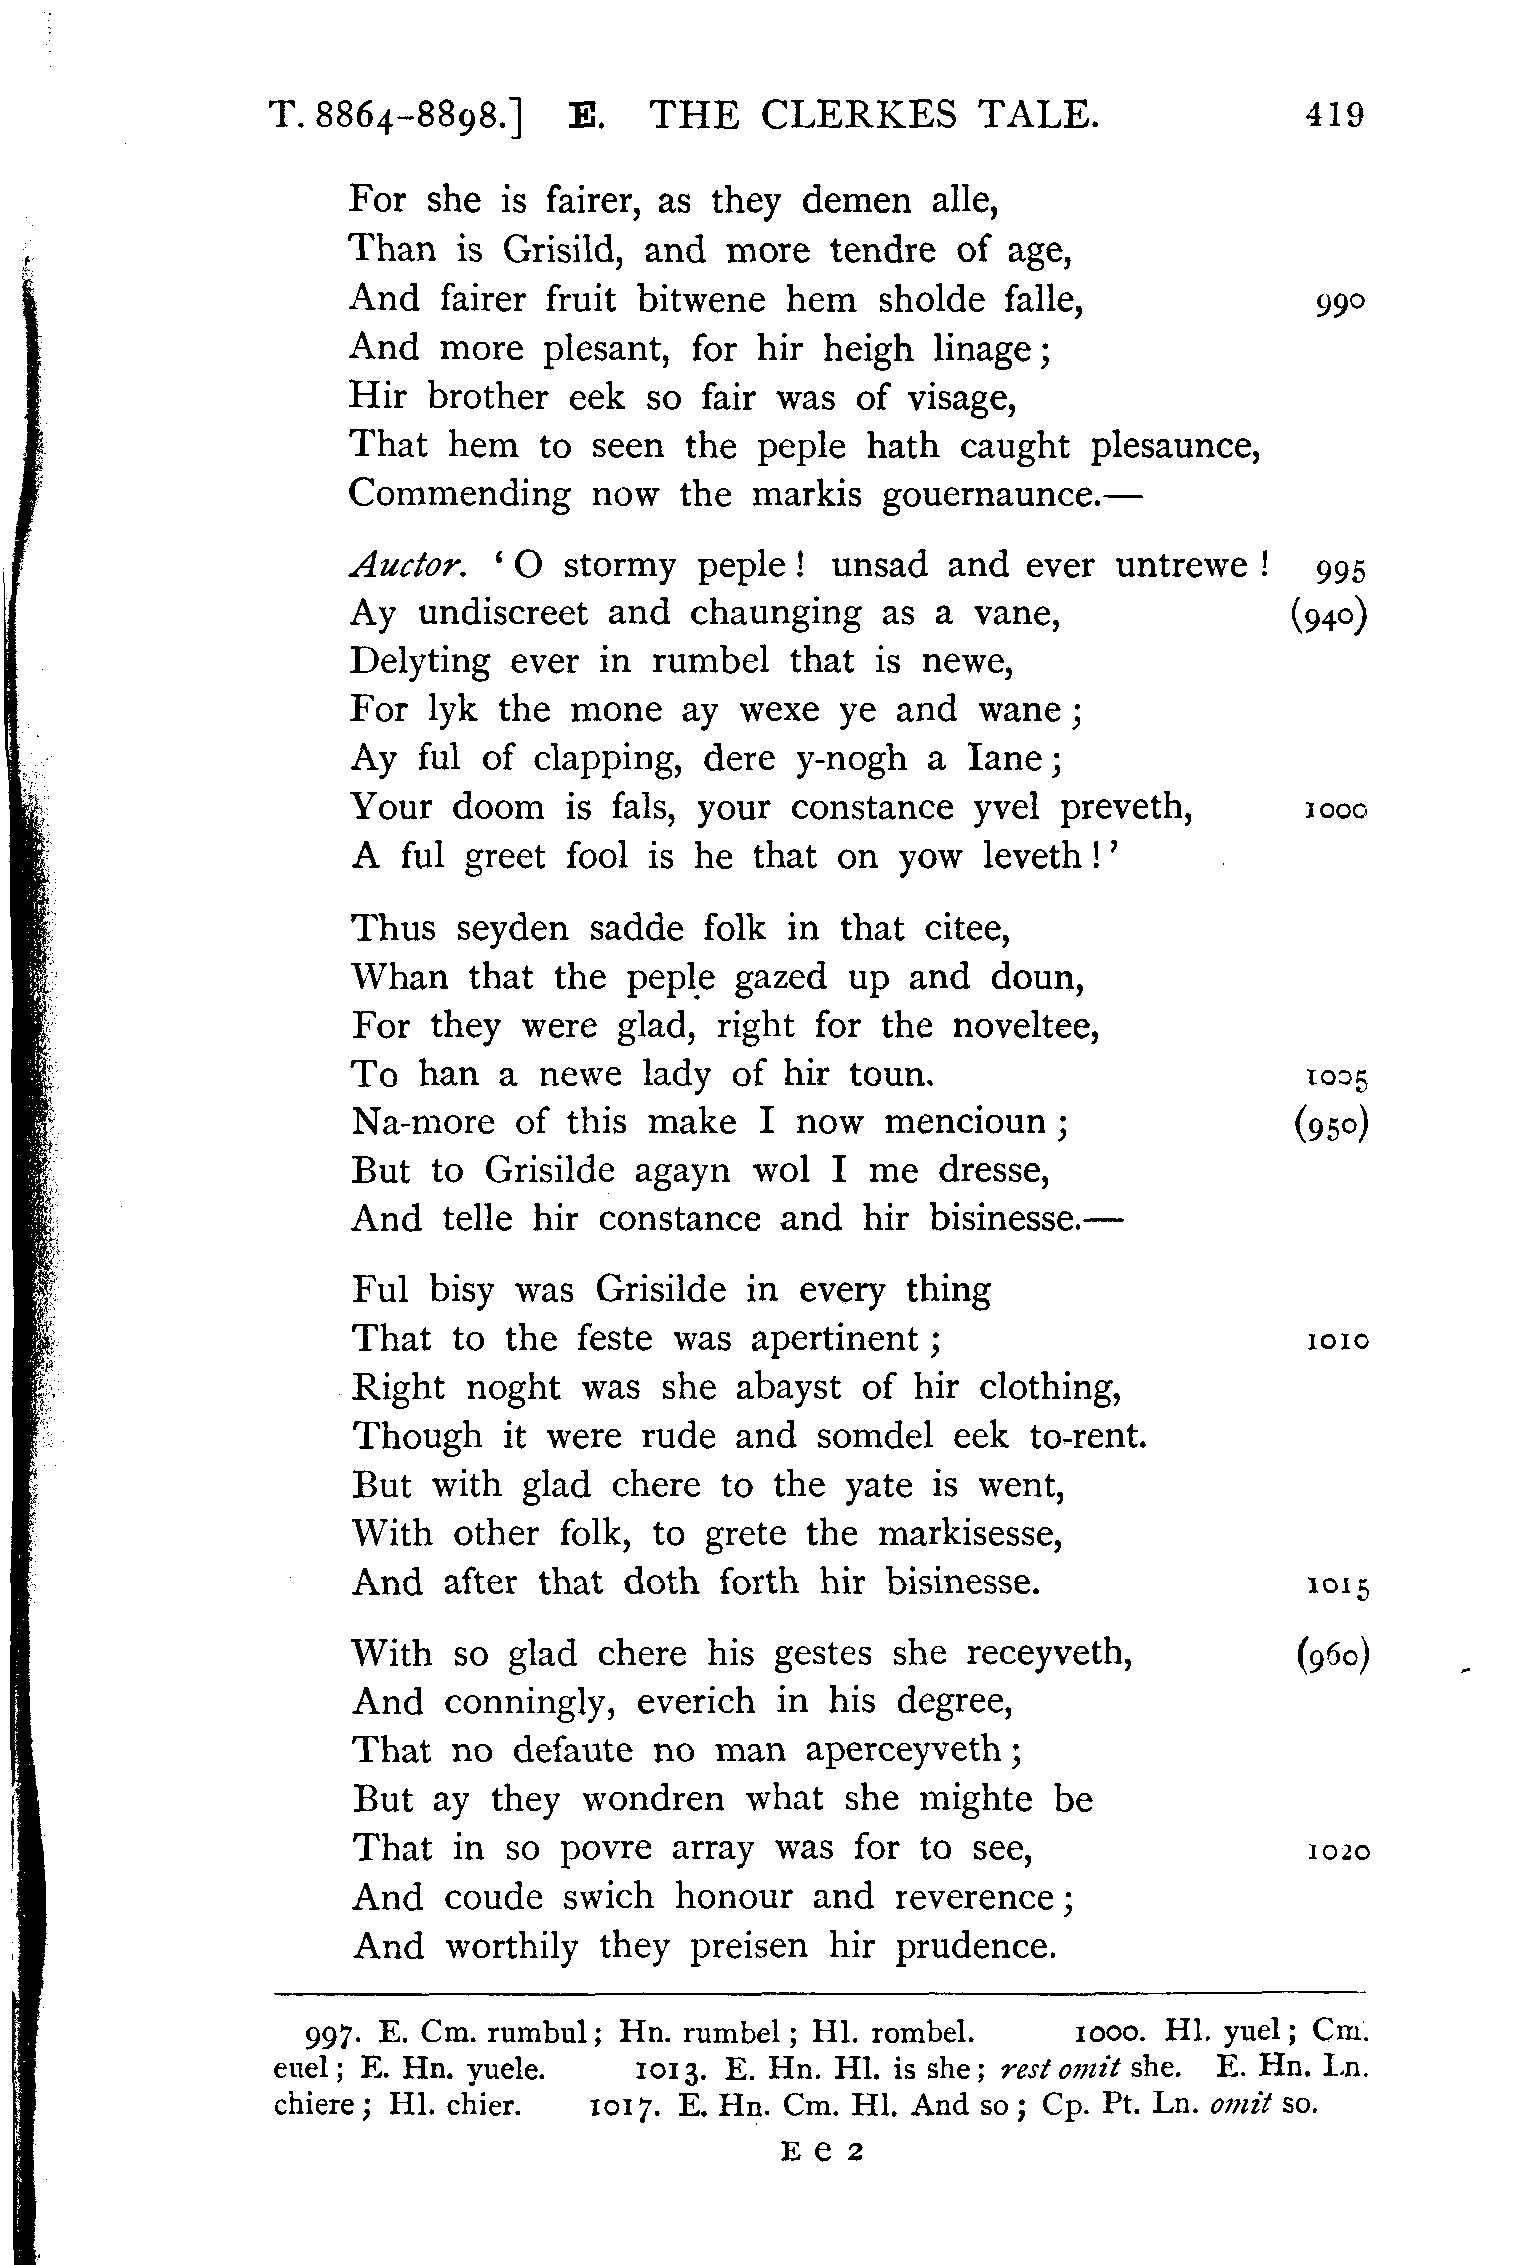 T. 8864–8898.] E. THE CLERKES TALE. 419
For she is fairer, as they demen alle,
Than is Grisild, and more tendre of age,
And fairer fruit bitwene hem sholde falle, 990
And more plesant, for hir heigh linage;
Hir brother eek so fair was of visage,
That hem to seen the peple hath caught plesaunce,
Commending now the markis gouernaunce.—
Auctor. ‘O stormy peple! unsad and ever untrewe! 995
Ay undiscreet and chaunging as a vane, (940)
Delyting ever in rumbel that is newe,
For lyk the mone ay wexe ye and wane;
Ay ful of clapping, dere y-nogh a Iane;
Your doom is fals, your constance yvel preveth, 1000
A ful greet fool is he that on yow leveth!’
Thus seyden sadde folk in that citee,
Whan that the peple gazed up and doun,
For they were glad, right for the noveltee,
To han a newe lady of hir toun. 1005
Na-more of this make I now mencioun; (950)
But to Grisilde agayn wol I me dresse,
And telle hir constance and hir bisinesse.—
Ful bisy was Grisilde in every thing
That to the feste was apertinent; 1010
Right noght was she abayst of hir clothing,
Though it were rude and somdel eek to-rent.
But with glad chere to the yate is went,
With other folk, to grete the markisesse,
And after that doth forth hir bisinesse. 1015
With so glad chere his gestes she receyveth, (960)
And conningly, everich in his degree,
That no defaute no man aperceyveth;
But ay they wondren what she mighte be
That in so povre array was for to see, 1020
And coude swich honour and reverence;
And worthily they preisen hir prudence.
997. E. Cm. rumbul; Hn. rumbel; Hl. rombel. 1000. Hl. yuel; Cm.
euel; E. Hn. yuele. 1013. E. Hn. Hl. is she; rest omit she. E. Hn. Ln.
chiere; Hl. chier. 1017. E. Hn. Cm. Hl. And so; Cp. Pt. Ln. omit so.
E e 2